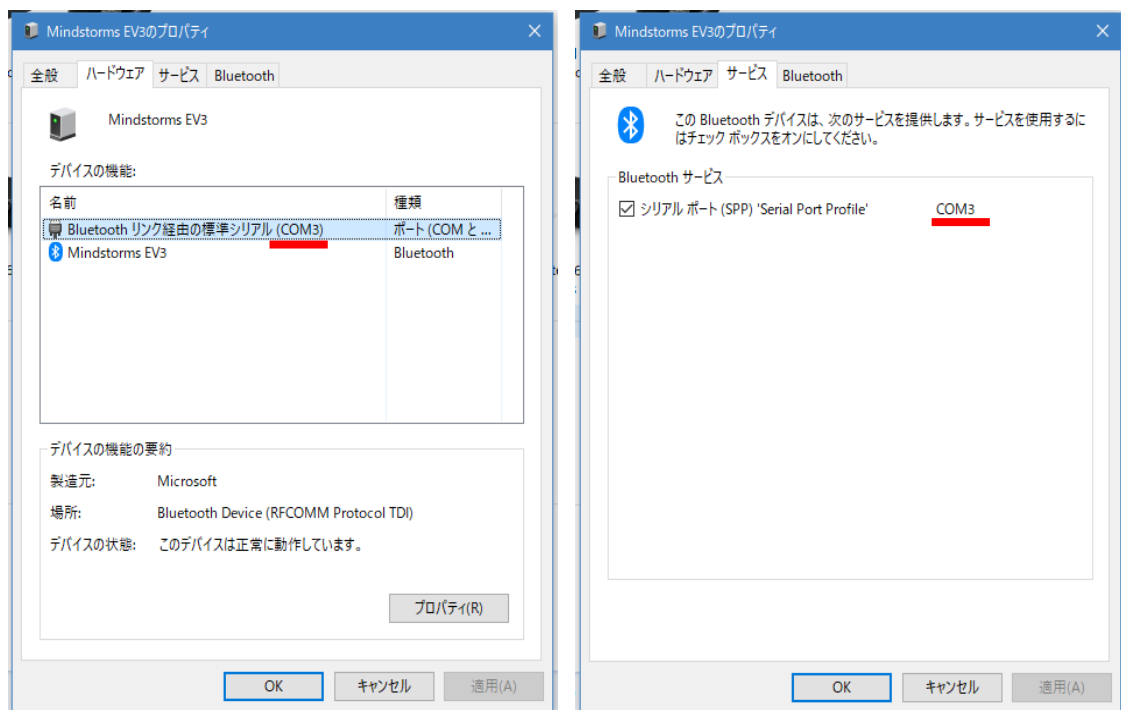 Mindstorms EV3のプロパティ
全般 ハードウェア サービス Bluetooth
Mindstorms EV3
デバイスの機能:
名前 種類
Bluetooth リンク経由の標準シリアル (COM3) ポート (COM と ...
Mindstorms EV3 Bluetooth
デバイスの機能の要約
製造元: Microsoft
場所: Bluetooth Device (RFCOMM Protocol TDI)
デバイスの状態: このデバイスは正常に動作しています。
プロパティ(R)
OK キャンセル 適用(A)
Mindstorms EV3のプロパティ
全般 ハードウェア サービス Bluetooth
この Bluetooth デバイスは、次のサービスを提供します。サービスを使用するに
はチェック ボックスをオンにしてください。
Bluetooth サービス
シリアル ポート (SPP) 'Serial Port Profile' COM3
OK キャンセル 適用(A)